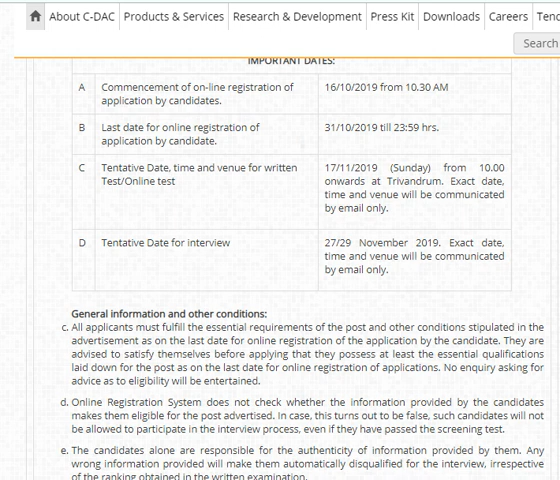 About C-DAC Products & Services Research & Development Press Kit Downloads Careers
Search
IMPORTANT DATES:
A Commencement of on-line registration of application by candidates. 16/10/2019 from 10.30 AM
B Last date for online registration of application by candidate. 31/10/2019 till 23:59 hrs.
C Tentative Date, time and venue for written Test/Online test 17/11/2019 (Sunday) from 10.00 onwards at Trivandrum. Exact date, time and venue will be communicated by email only.
D Tentative Date for interview 27/29 November 2019. Exact date, time and venue will be communicated by email only.
General information and other conditions:
c. All applicants must fulfill the essential requirements of the post and other conditions stipulated in the
advertisement as on the last date for online registration of the application by the candidate. They are
advised to satisfy themselves before applying that they possess at least the essential qualifications
laid down for the post as on the last date for online registration of applications. No enquiry asking for
advice as to eligibility will be entertained.
d. Online Registration System does not check whether the information provided by the candidates
makes them eligible for the post advertised. In case, this turns out to be false, such candidates will not
be allowed to participate in the interview process, even if they have passed the screening test.
e. The candidates alone are responsible for the authenticity of information provided by them. Any
wrong information provided will make them automatically disqualified for the interview, irrespective
of the ranking obtained in the written examination.